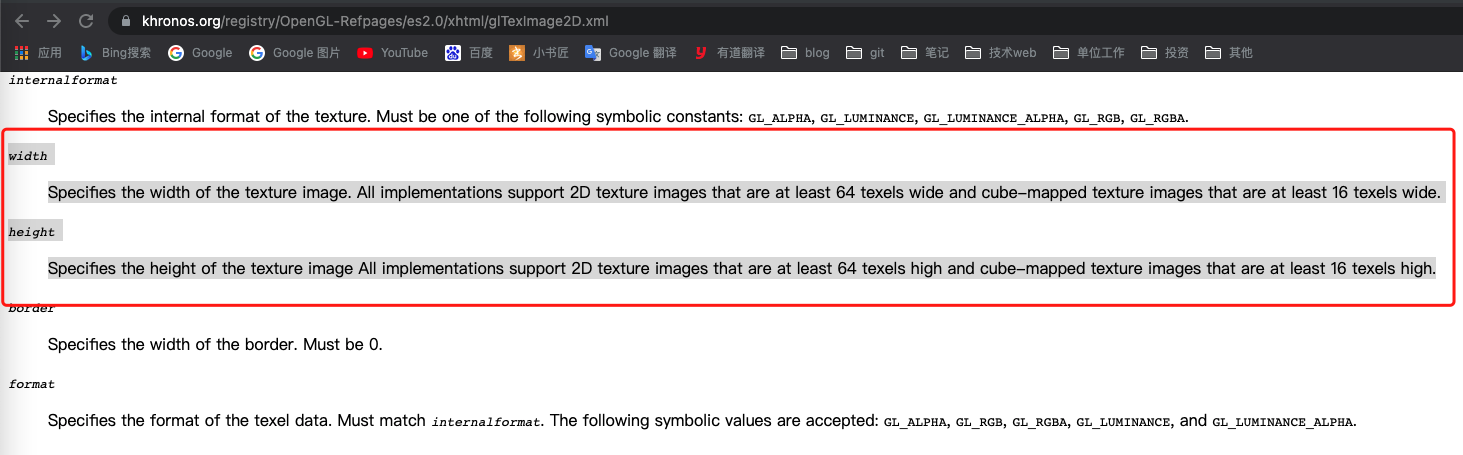 khronos.org/registry/OpenGL-Refpages/es2.0/xhtml/glTexImage2D.xml
应用 Bing搜索 Google Google 图片 YouTube 百度 小书匠 Google 翻译 有道翻译 blog git 笔记 技术web 单位工作 投资 其他
internalformat
Specifies the internal format of the texture. Must be one of the following symbolic constants: GL_ALPHA, GL_LUMINANCE, GL_LUMINANCE_ALPHA, GL_RGB, GL_RGBA.
width
Specifies the width of the texture image. All implementations support 2D texture images that are at least 64 texels wide and cube-mapped texture images that are at least 16 texels wide.
height
Specifies the height of the texture image All implementations support 2D texture images that are at least 64 texels high and cube-mapped texture images that are at least 16 texels high.
border
Specifies the width of the border. Must be 0.
format
Specifies the format of the texel data. Must match internalformat. The following symbolic values are accepted: GL_ALPHA, GL_RGB, GL_RGBA, GL_LUMINANCE, and GL_LUMINANCE_ALPHA.